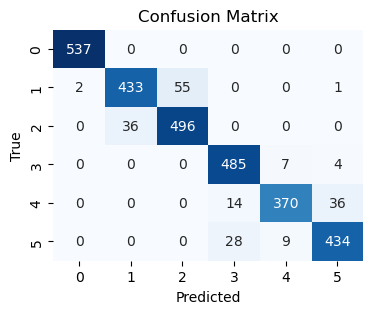 Confusion Matrix
True
0 537 0 0 0 0 0
1 2 433 55 0 0 1
2 0 36 496 0 0 0
3 0 0 0 485 7 4
4 0 0 0 14 370 36
5 0 0 0 28 9 434
0 1 2 3 4 5
Predicted